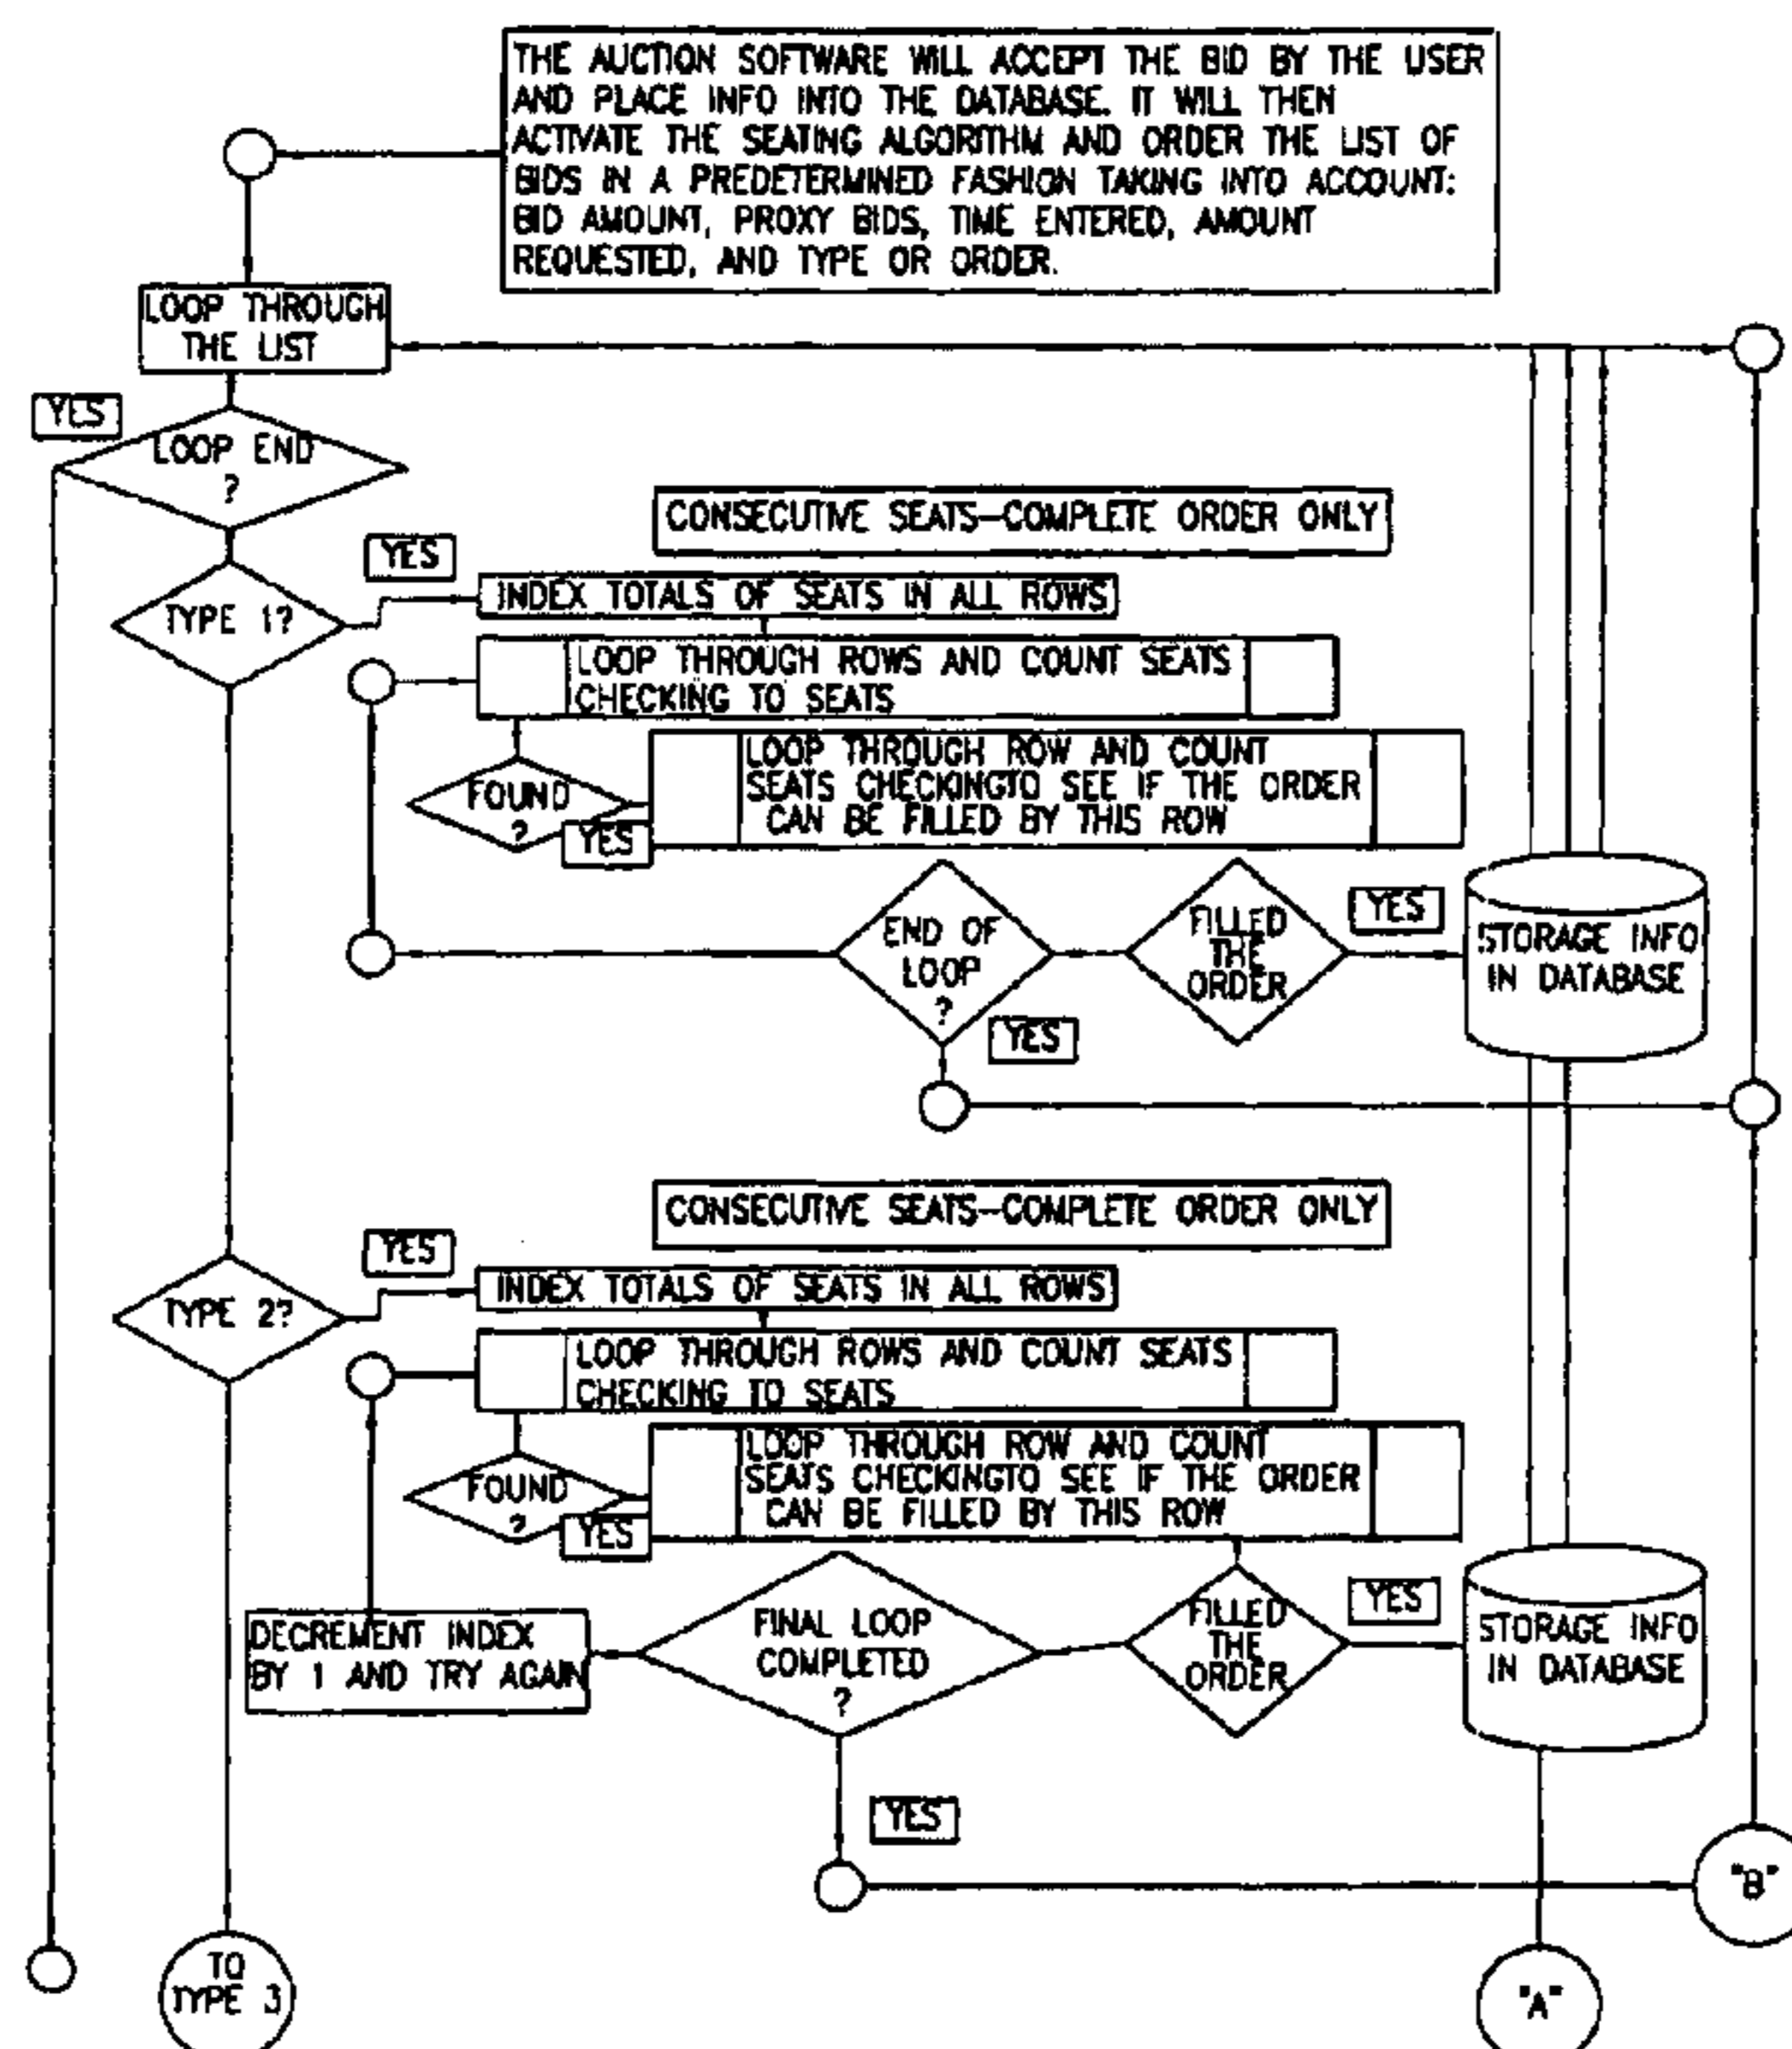 THE AUCTION SOFTWARE WILL ACCEPT THE BID BY THE USER
AND PLACE INFO INTO THE DATABASE. IT WILL THEN
ACTIVATE THE SEATING ALGORITHM AND ORDER THE LIST OF
BIDS IN A PREDETERMINED FASHION TAKING INTO ACCOUNT:
BID AMOUNT, PROXY BIDS, TIME ENTERED, AMOUNT
REQUESTED, AND TYPE OR ORDER.
LOOP THROUGH
THE LIST
YES
LOOP END
?
CONSECUTIVE SEATS-COMPLETE ORDER ONLY
YES
TYPE 1?
INDEX TOTALS OF SEATS IN ALL ROWS
LOOP THROUGH ROWS AND COUNT SEATS
CHECKING TO SEATS
FOUND
?
YES
LOOP THROUGH ROW AND COUNT
SEATS CHECKINGTO SEE IF THE ORDER
CAN BE FILLED BY THIS ROW
END OF
LOOP
?
YES
FILLED
THE
ORDER
YES
STORAGE INFO
IN DATABASE
CONSECUTIVE SEATS-COMPLETE ORDER ONLY
YES
TYPE 2?
INDEX TOTALS OF SEATS IN ALL ROWS
LOOP THROUGH ROWS AND COUNT SEATS
CHECKING TO SEATS
FOUND
?
YES
LOOP THROUGH ROW AND COUNT
SEATS CHECKINGTO SEE IF THE ORDER
CAN BE FILLED BY THIS ROW
DECREMENT INDEX
BY 1 AND TRY AGAIN
FINAL LOOP
COMPLETED
?
YES
FILLED
THE
ORDER
YES
STORAGE INFO
IN DATABASE
"B"
TO
TYPE 3
"A"